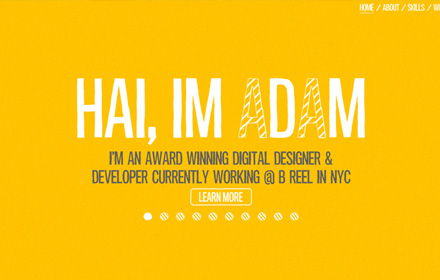 HOME / ABOUT / SKILLS /
HAI, IM ADAM
I'M AN AWARD WINNING DIGITAL DESIGNER &
DEVELOPER CURRENTLY WORKING @ B REEL IN NYC
LEARN MORE